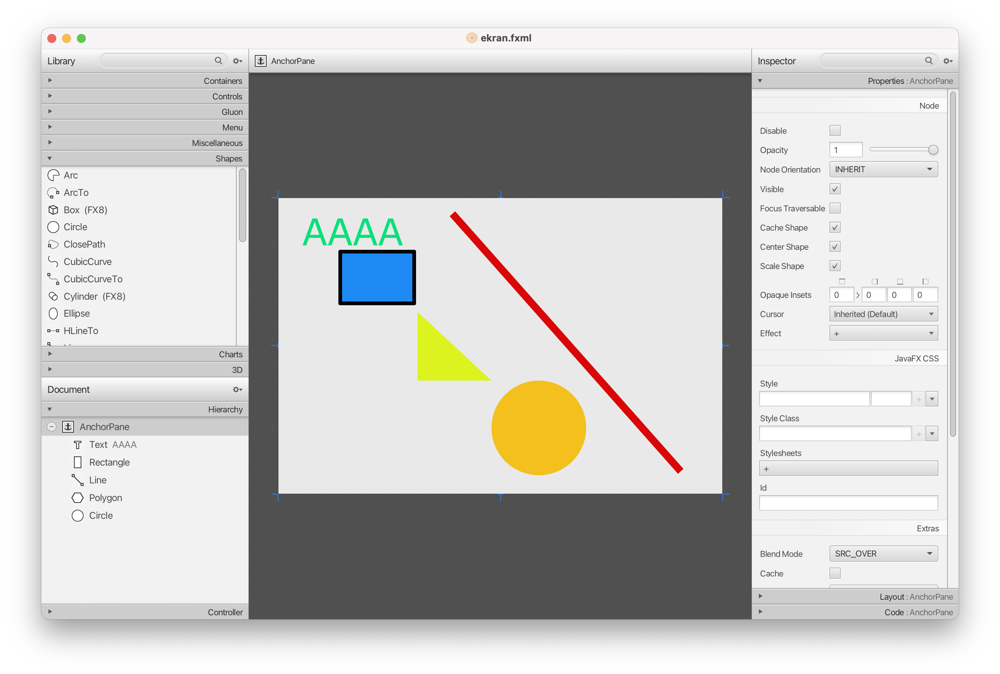 ekran.fxml
Library
Containers
Controls
Gluon
Menu
Miscellaneous
Shapes
Arc
ArcTo
Box (FX8)
Circle
ClosePath
CubicCurve
CubicCurveTo
Cylinder (FX8)
Ellipse
HLineTo
Charts
3D
Document
Hierarchy
AnchorPane
Text AAAA
Rectangle
Line
Polygon
Circle
Controller
AnchorPane
AAAA
Inspector
Properties : AnchorPane
Node
Disable
Opacity 1
Node Orientation INHERIT
Visible
Focus Traversable
Cache Shape
Center Shape
Scale Shape
Opaque Insets 0 > 0 0 0
Cursor Inherited (Default)
Effect +
JavaFX CSS
Style
+
Style Class
+
Stylesheets
+
Id
Extras
Blend Mode SRC_OVER
Cache
Layout : AnchorPane
Code : AnchorPane